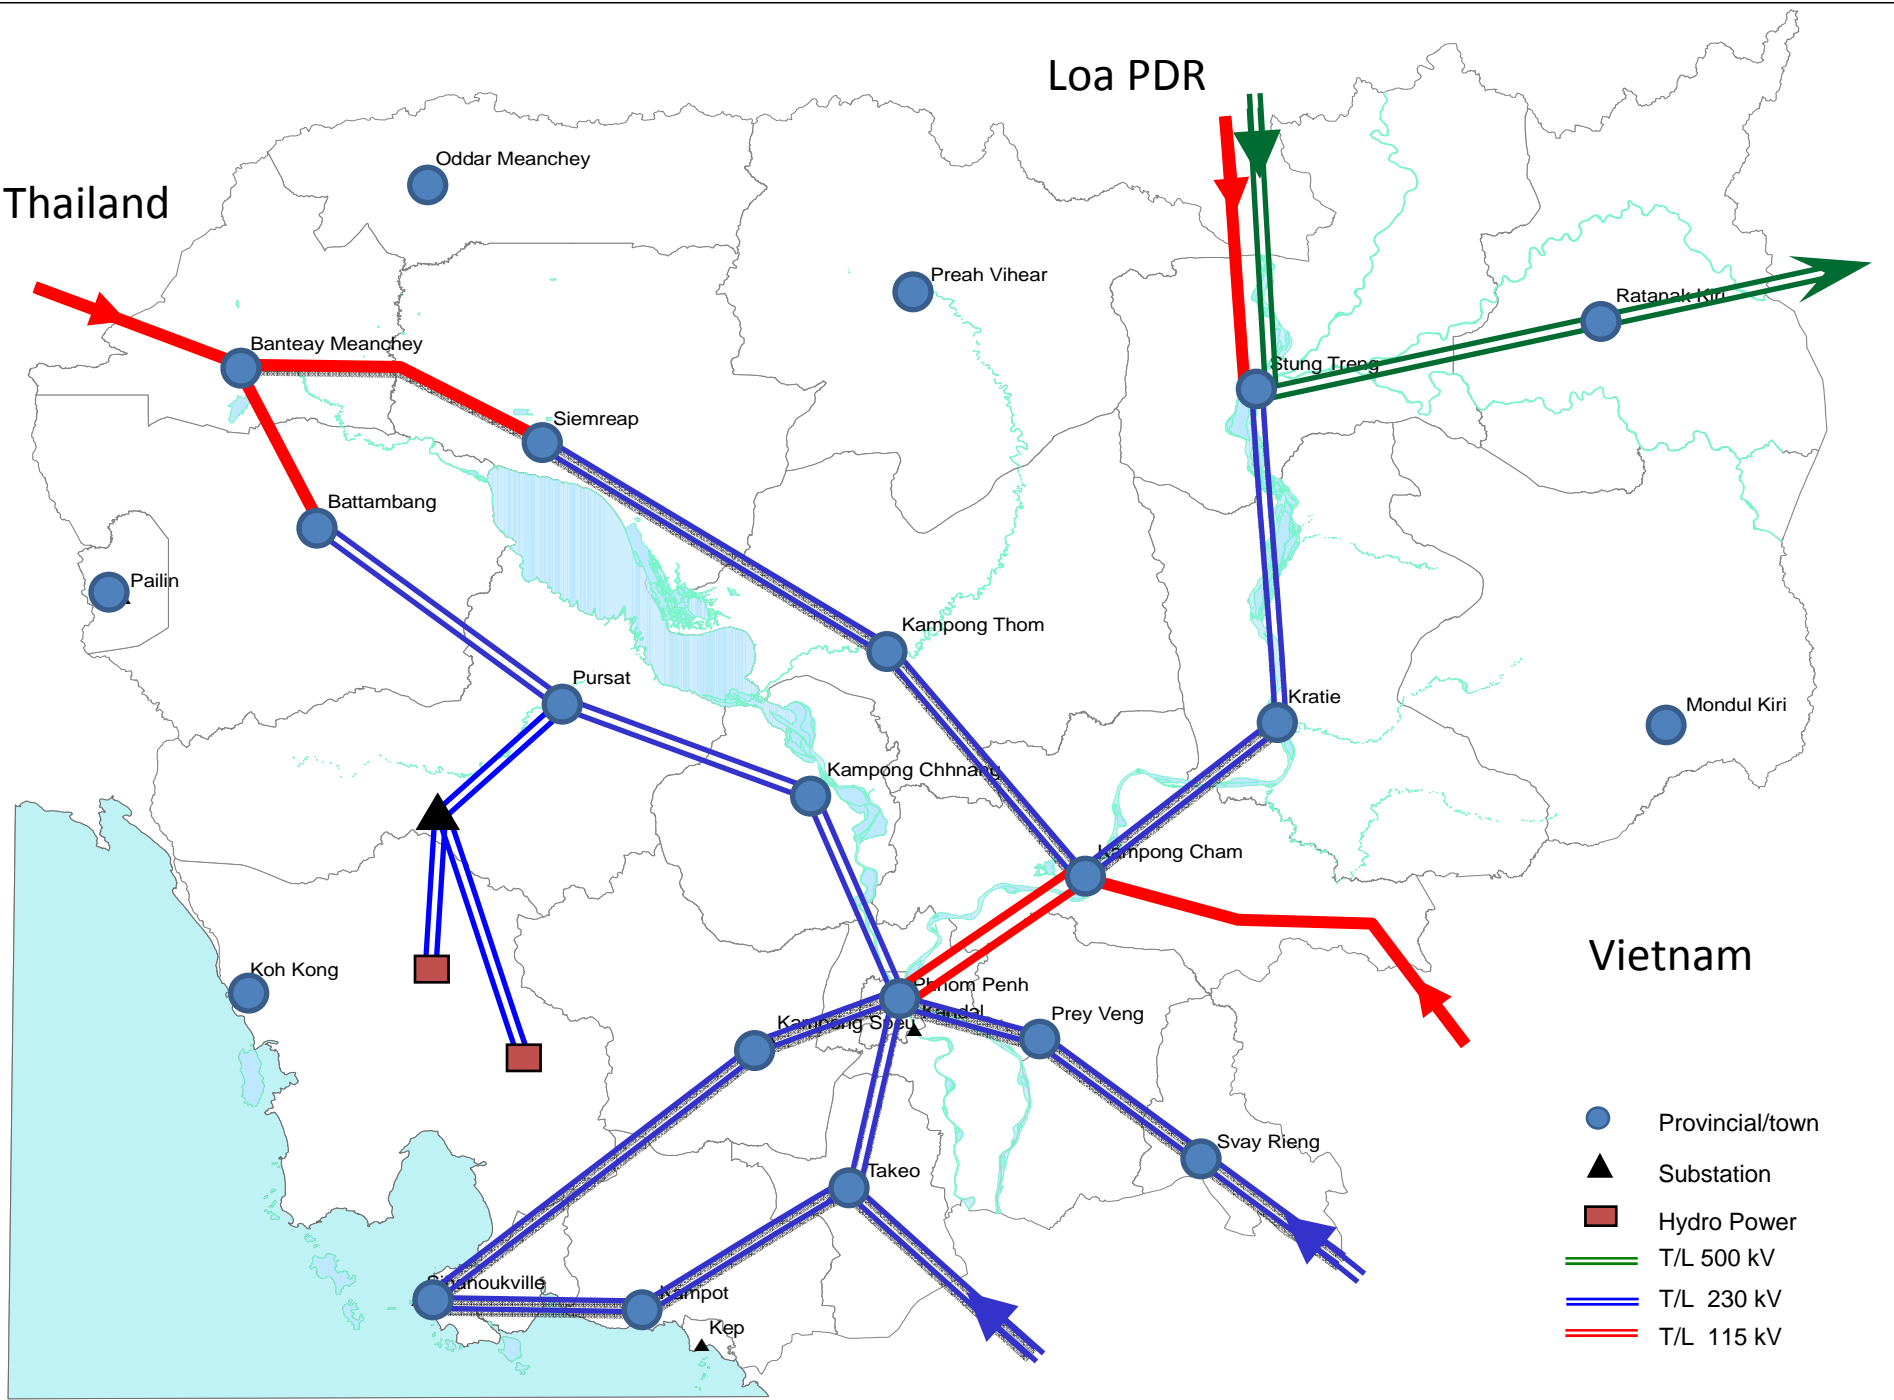 Loa PDR
Oddar Meanchey
Thailand
Preah Vihear
Ratanak Kiri
Banteay Meanchey
Stung Treng
Siemreap
Battambang
Pailin
Kampong Thom
Pursat
Kratie
Mondul Kiri
Kampong Chhnang
Kampong Cham
Vietnam
Koh Kong
Phnom Penh
Kandal
Kampong Speu
Prey Veng
Provincial/town
Svay Rieng
Substation
Takeo
Hydro Power
T/L 500 kV
Sihanoukville
Kampot
T/L 230 kV
Kep
T/L 115 kV